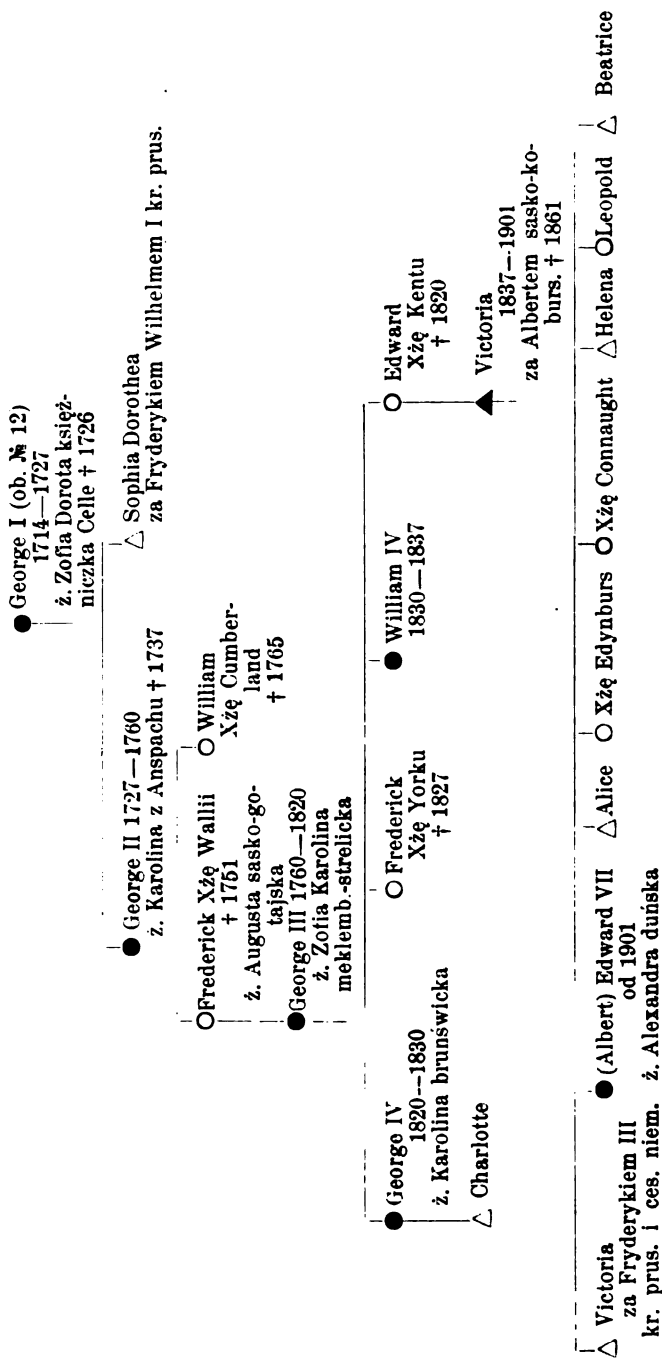 George I (ob. № 12)
1714—1727
ż. Zofia Dorota księż-
niczka Celle † 1726
George II 1727—1760
ż. Karolina z Anspachu † 1737
Sophia Dorothea
za Fryderykiem Wilhelmem I kr. prus.
Frederick Xżę Wallii
† 1751
ż. Augusta sasko-go-
tajska
William
Xżę Cumber-
land
† 1765
George III 1760—1820
ż. Zofia Karolina
meklemb.-strelicka
George IV
1820—1830
ż. Karolina brunświcka
Frederick
Xżę Yorku
† 1827
William IV
1830—1837
Edward
Xżę Kentu
† 1820
Charlotte
Victoria
1837—1901
za Albertem sasko-ko-
burs. † 1861
Victoria
za Fryderykiem III
kr. prus. i ces. niem.
(Albert) Edward VII
od 1901
ż. Alexandra duńska
Alice
Xżę Edynburs
Xżę Connaught
Helena
Leopold
Beatrice